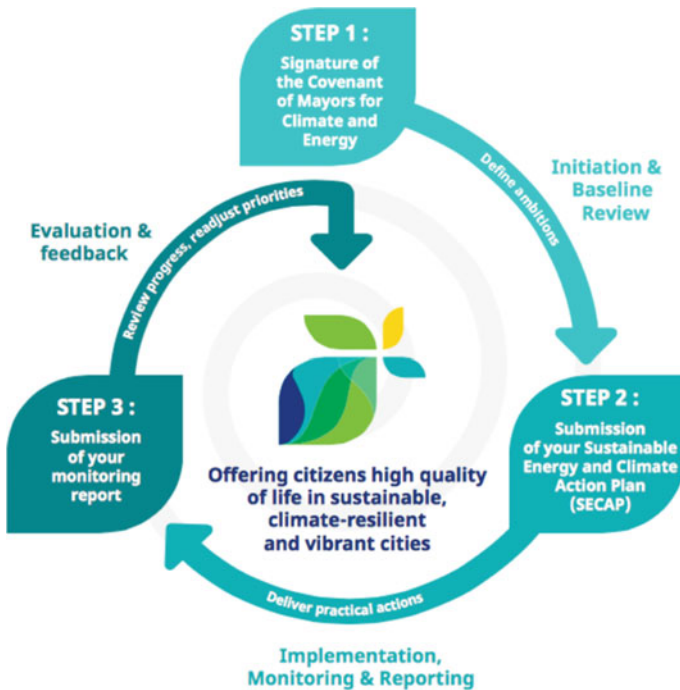 STEP 1 :
Signature of
the Covenant
of Mayors for
Climate and
Energy
Define ambitions
Initiation &
Baseline
Review
STEP 2 :
Submission
of your Sustainable
Energy and Climate
Action Plan
(SECAP)
Deliver practical actions
Implementation,
Monitoring & Reporting
STEP 3 :
Submission
of your
monitoring
report
Review progress, readjust priorities
Evaluation &
feedback
Offering citizens high quality
of life in sustainable,
climate-resilient
and vibrant cities